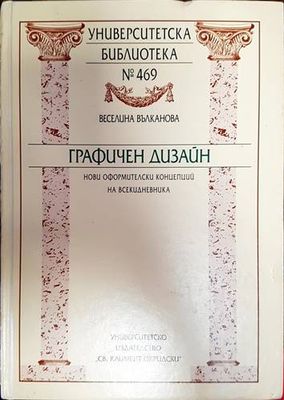 УНИВЕРСИТЕТСКА
БИБЛИОТЕКА
№ 469
ВЕСЕЛИНА ВЪЛКАНОВА
ГРАФИЧЕН ДИЗАЙН
НОВИ ОФОРМИТЕЛСКИ КОНЦЕПЦИИ
НА ВСЕКИДНЕВНИКА
УНИВЕРСИТЕТСКО
ИЗДАТЕЛСТВО
„СВ. КЛИМЕНТ ОХРИДСКИ“